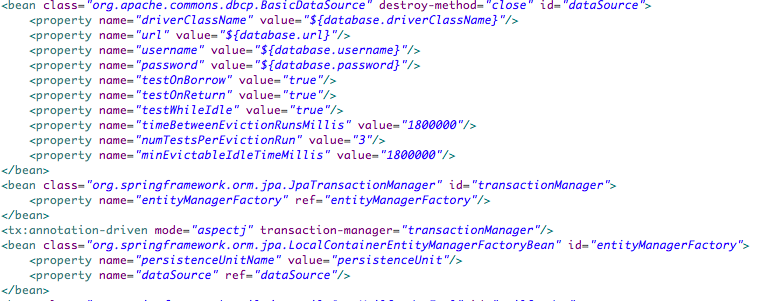 <bean class="org.apache.commons.dbcp.BasicDataSource" destroy-method="close" id="dataSource">
    <property name="driverClassName" value="${database.driverClassName}"/>
    <property name="url" value="${database.url}"/>
    <property name="username" value="${database.username}"/>
    <property name="password" value="${database.password}"/>
    <property name="testOnBorrow" value="true"/>
    <property name="testOnReturn" value="true"/>
    <property name="testWhileIdle" value="true"/>
    <property name="timeBetweenEvictionRunsMillis" value="1800000"/>
    <property name="numTestsPerEvictionRun" value="3"/>
    <property name="minEvictableIdleTimeMillis" value="1800000"/>
</bean>
<bean class="org.springframework.orm.jpa.JpaTransactionManager" id="transactionManager">
    <property name="entityManagerFactory" ref="entityManagerFactory"/>
</bean>
<tx:annotation-driven mode="aspectj" transaction-manager="transactionManager"/>
<bean class="org.springframework.orm.jpa.LocalContainerEntityManagerFactoryBean" id="entityManagerFactory">
    <property name="persistenceUnitName" value="persistenceUnit"/>
    <property name="dataSource" ref="dataSource"/>
</bean>